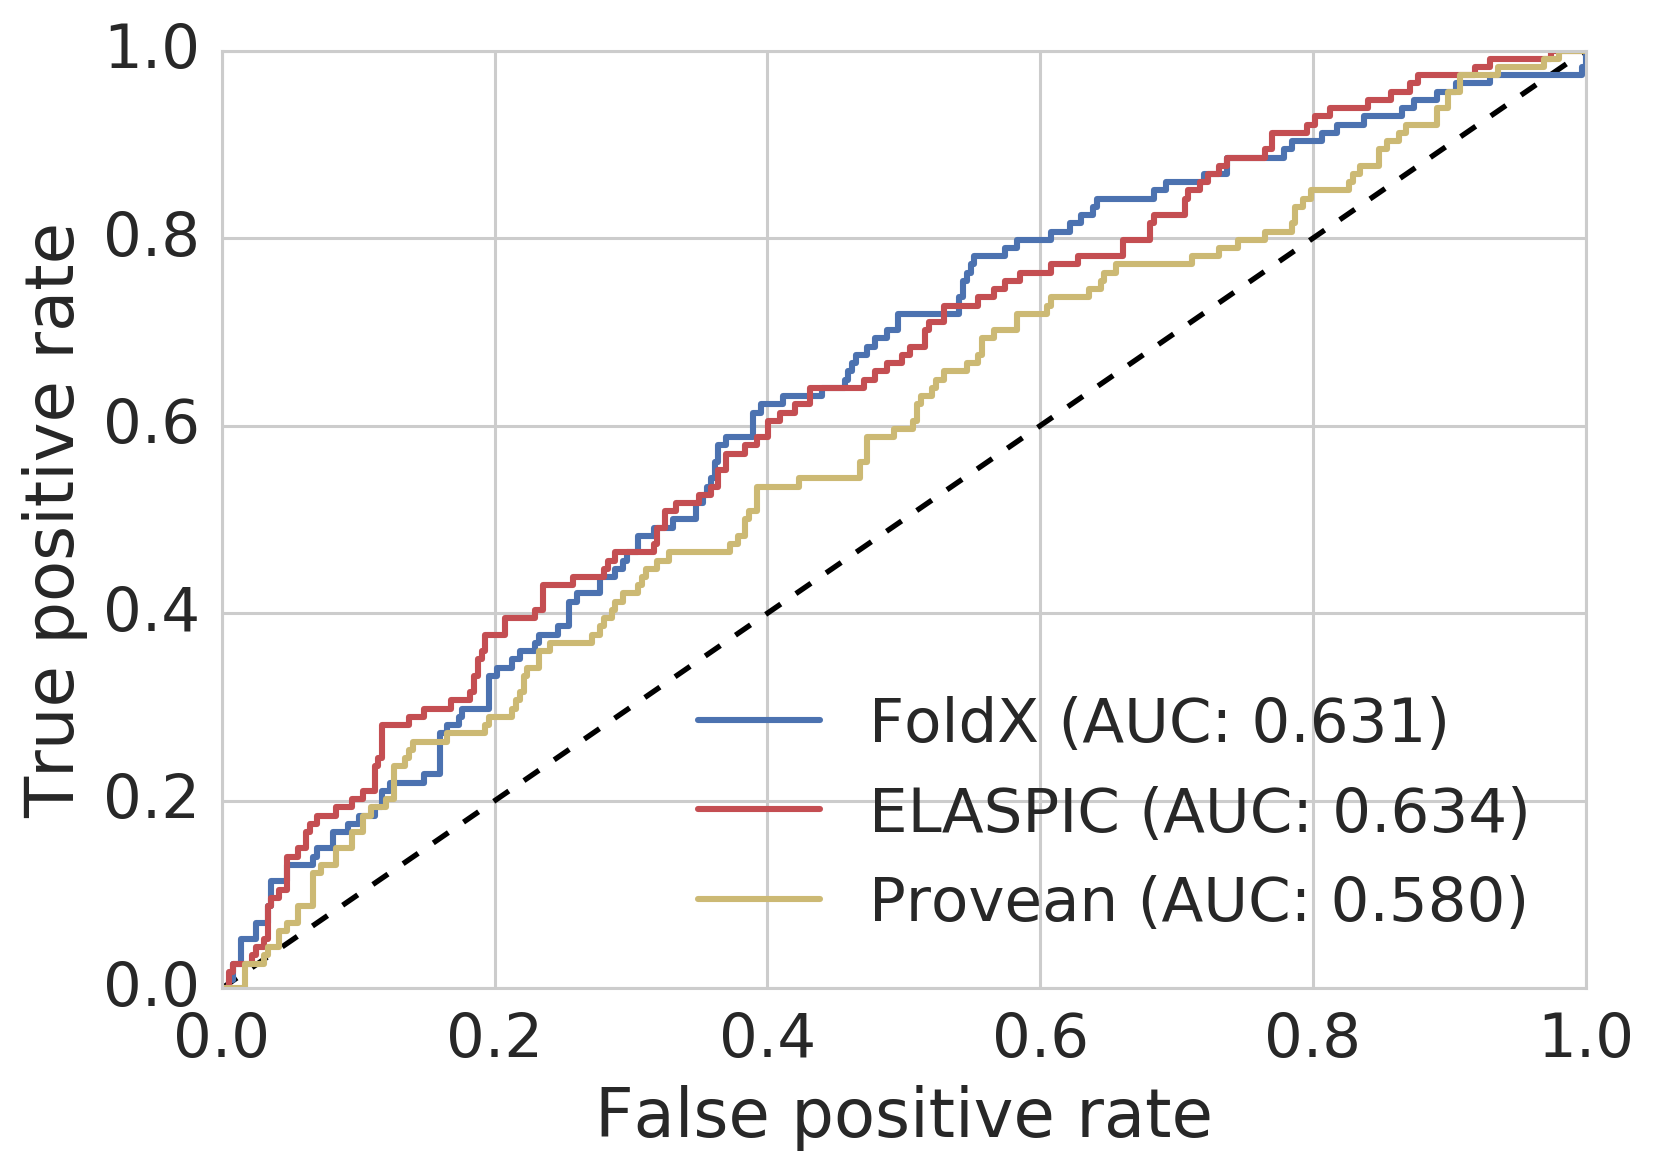 1.0
0.8
0.6
0.4
0.2
0.0
True positive rate
FoldX (AUC: 0.631)
ELASPIC (AUC: 0.634)
Provean (AUC: 0.580)
0.0 0.2 0.4 0.6 0.8 1.0
False positive rate